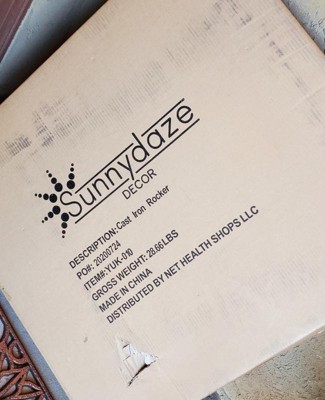 Sunnydaze
DECOR
DESCRIPTION: Cast Iron Rocker
PO#: 20200724
ITEM#: YUK-010
GROSS WEIGHT: 28.66LBS
MADE IN CHINA
DISTRIBUTED BY NET HEALTH SHOPS LLC